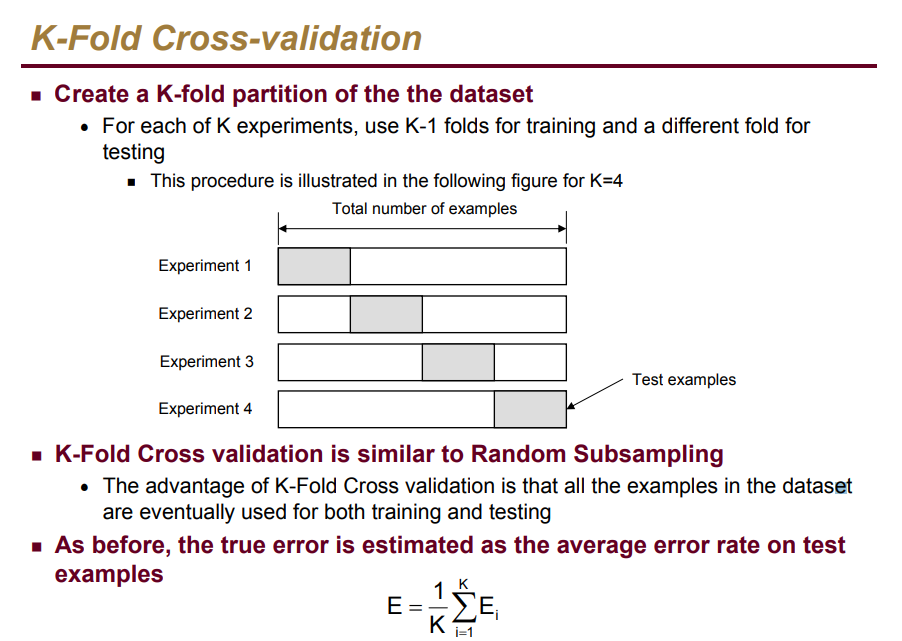 K-Fold Cross-validation
■ Create a K-fold partition of the the dataset
• For each of K experiments, use K-1 folds for training and a different fold for
testing
■ This procedure is illustrated in the following figure for K=4
Total number of examples
Experiment 1
Experiment 2
Experiment 3
Test examples
Experiment 4
■ K-Fold Cross validation is similar to Random Subsampling
• The advantage of K-Fold Cross validation is that all the examples in the dataset
are eventually used for both training and testing
■ As before, the true error is estimated as the average error rate on test
examples
E = 1/K ∑_{i=1}^{K} E_i